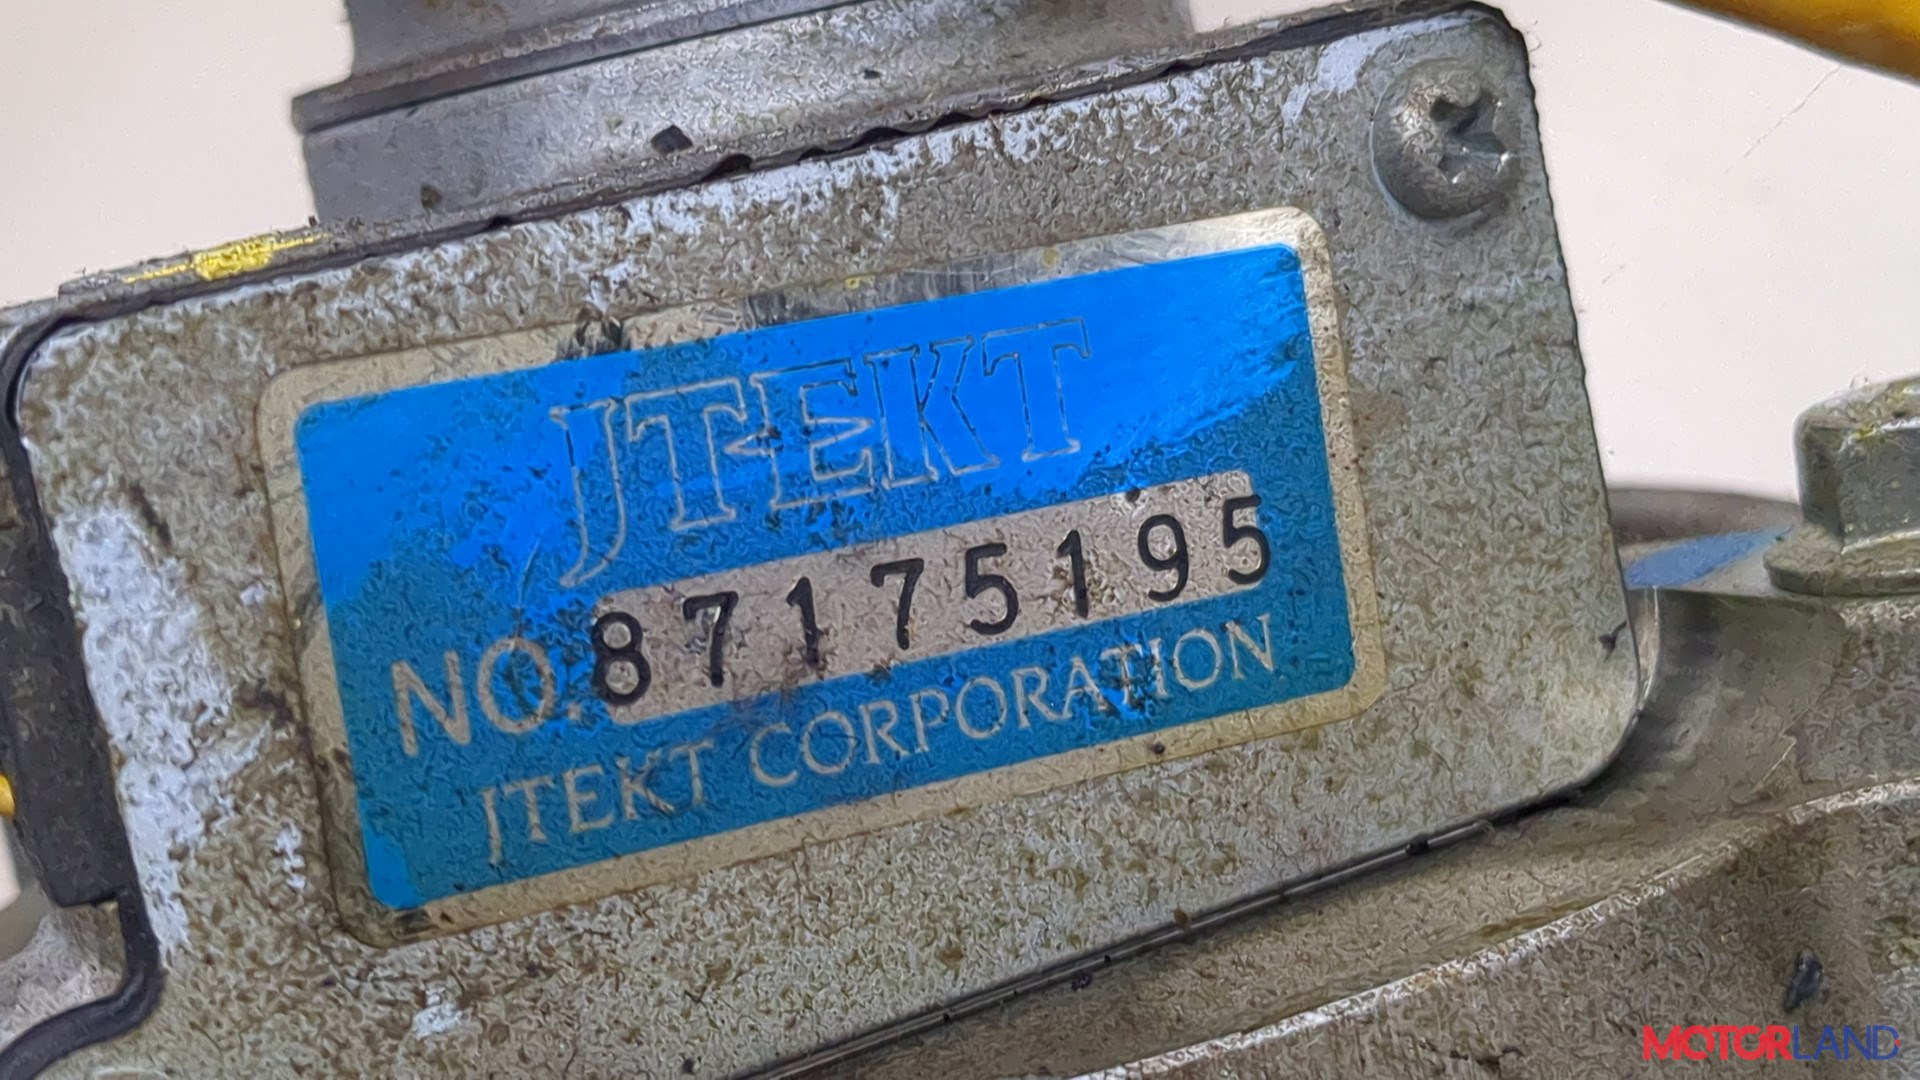 JTEKT
NO. 87175195
JTEKT CORPORATION
MOTORLAND